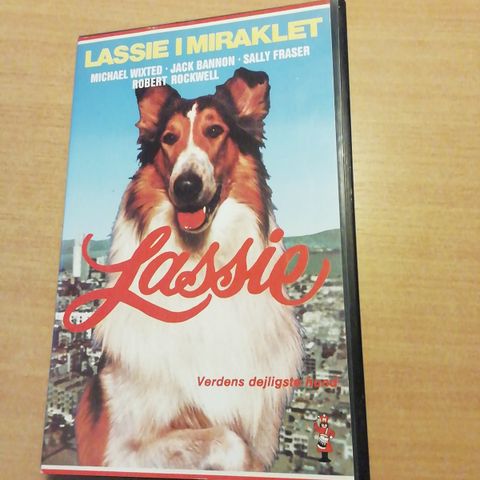 LASSIE I MIRAKLET
MICHAEL WIXTED · JACK BANNON · SALLY FRASER
ROBERT ROCKWELL
Lassie
Verdens dejligste hund